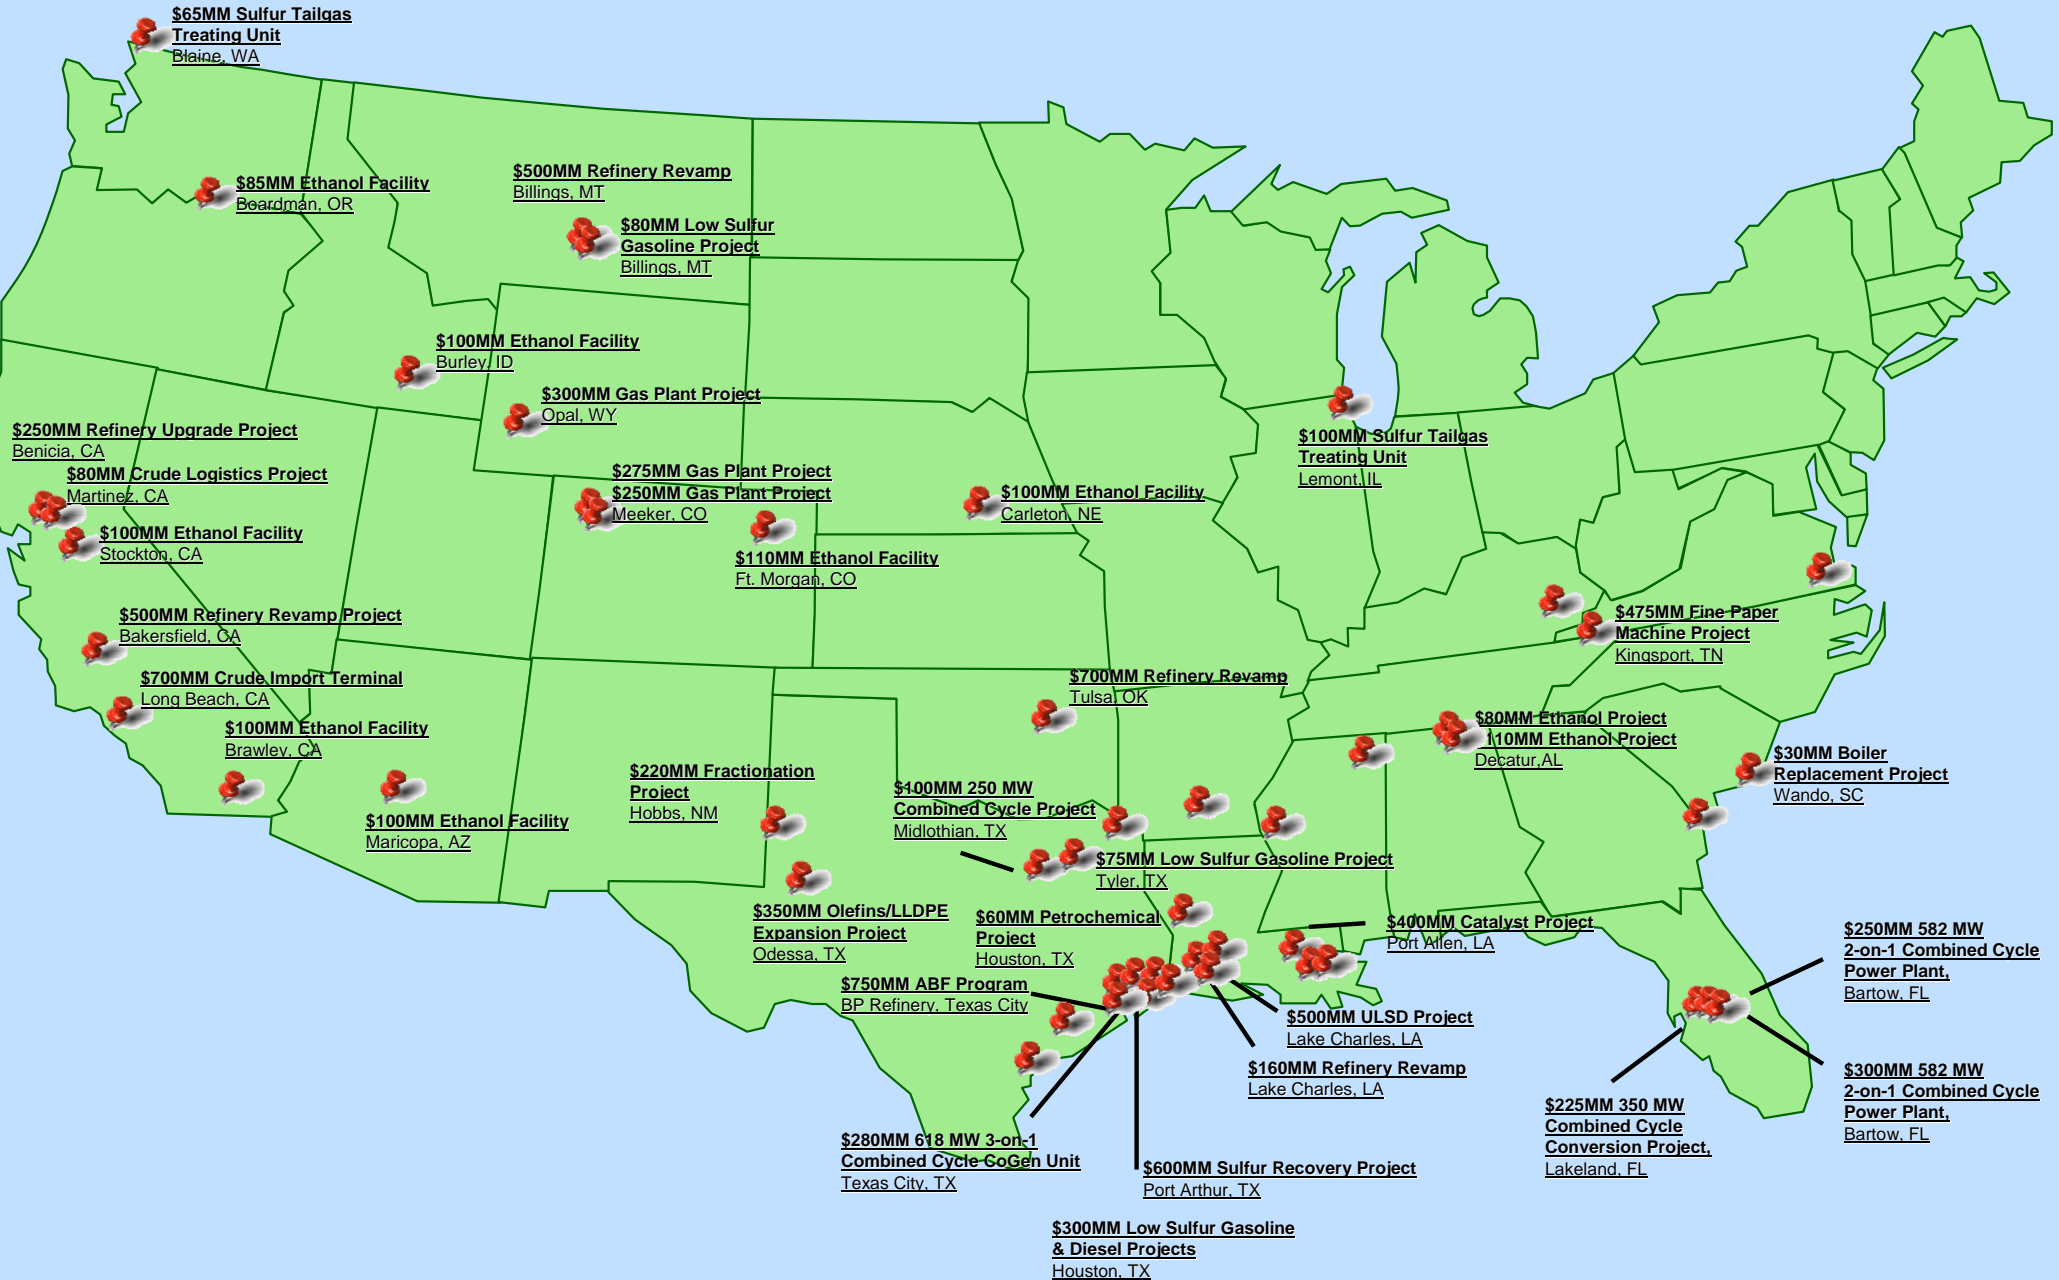 $65MM Sulfur Tailgas
Treating Unit
Blaine, WA
$85MM Ethanol Facility
Boardman, OR
$500MM Refinery Revamp
Billings, MT
$80MM Low Sulfur
Gasoline Project
Billings, MT
$100MM Ethanol Facility
Burley, ID
$300MM Gas Plant Project
Opal, WY
$250MM Refinery Upgrade Project
Benicia, CA
$80MM Crude Logistics Project
Martinez, CA
$100MM Ethanol Facility
Stockton, CA
$275MM Gas Plant Project
$250MM Gas Plant Project
Meeker, CO
$110MM Ethanol Facility
Ft. Morgan, CO
$100MM Ethanol Facility
Carleton, NE
$100MM Sulfur Tailgas
Treating Unit
Lemont, IL
$500MM Refinery Revamp Project
Bakersfield, CA
$700MM Crude Import Terminal
Long Beach, CA
$100MM Ethanol Facility
Brawley, CA
$100MM Ethanol Facility
Maricopa, AZ
$475MM Fine Paper
Machine Project
Kingsport, TN
$700MM Refinery Revamp
Tulsa, OK
$80MM Ethanol Project
110MM Ethanol Project
Decatur,AL
$30MM Boiler
Replacement Project
Wando, SC
$220MM Fractionation
Project
Hobbs, NM
$100MM 250 MW
Combined Cycle Project
Midlothian, TX
$75MM Low Sulfur Gasoline Project
Tyler, TX
$350MM Olefins/LLDPE
Expansion Project
Odessa, TX
$60MM Petrochemical
Project
Houston, TX
$400MM Catalyst Project
Port Allen, LA
$750MM ABF Program
BP Refinery, Texas City
$250MM 582 MW
2-on-1 Combined Cycle
Power Plant,
Bartow, FL
$500MM ULSD Project
Lake Charles, LA
$160MM Refinery Revamp
Lake Charles, LA
$300MM 582 MW
2-on-1 Combined Cycle
Power Plant,
Bartow, FL
$225MM 350 MW
Combined Cycle
Conversion Project,
Lakeland, FL
$280MM 618 MW 3-on-1
Combined Cycle CoGen Unit
Texas City, TX
$600MM Sulfur Recovery Project
Port Arthur, TX
$300MM Low Sulfur Gasoline
& Diesel Projects
Houston, TX